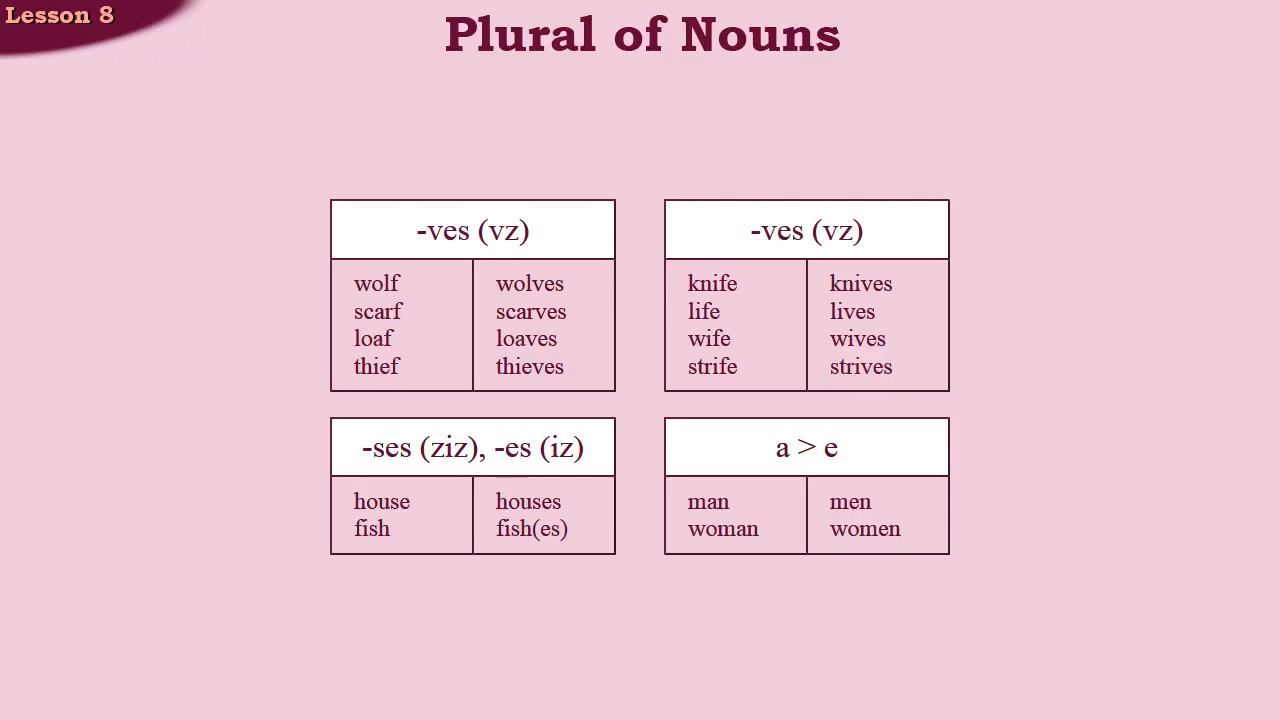 Lesson 8
Plural of Nouns
-ves (vz)
wolf wolves
scarf scarves
loaf loaves
thief thieves
-ves (vz)
knife knives
life lives
wife wives
strife strives
-ses (ziz), -es (iz)
house houses
fish fish(es)
a > e
man men
woman women